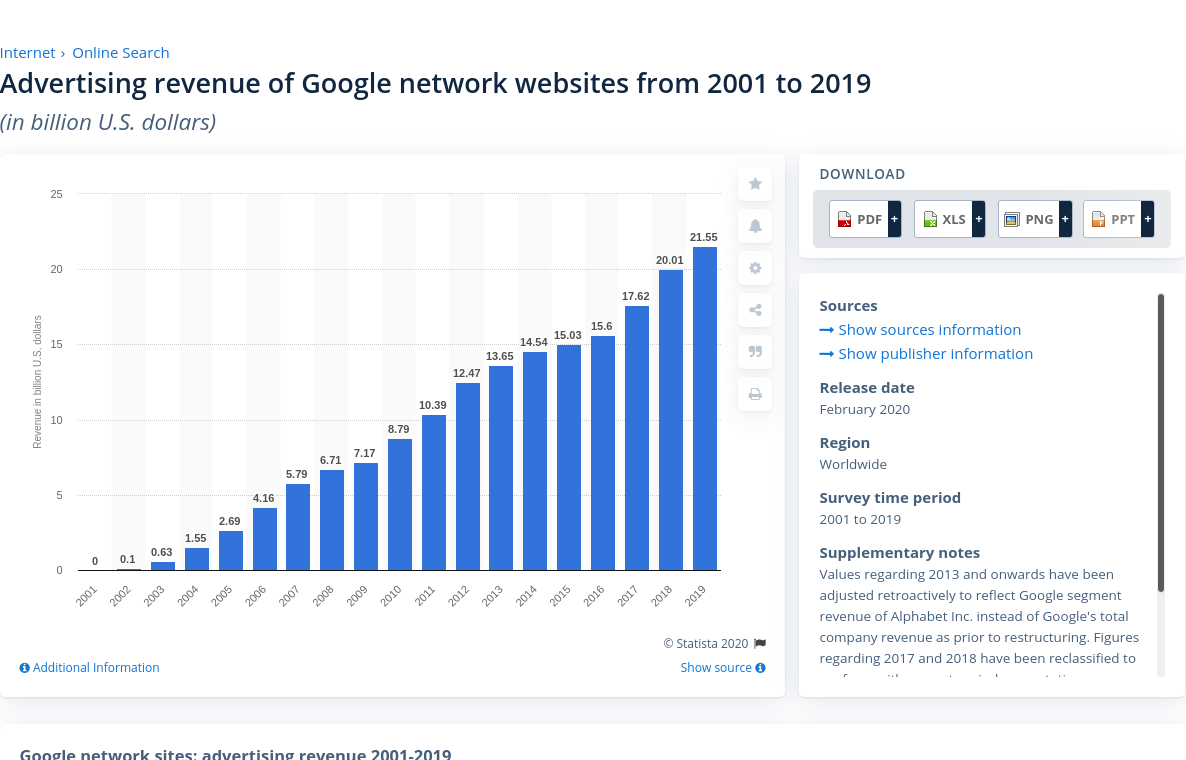 Internet › Online Search
Advertising revenue of Google network websites from 2001 to 2019
(in billion U.S. dollars)
Revenue in billion U.S. dollars
25
20
15
10
5
0
0
0.1
0.63
1.55
2.69
4.16
5.79
6.71
7.17
8.79
10.39
12.47
13.65
14.54
15.03
15.6
17.62
20.01
21.55
2001
2002
2003
2004
2005
2006
2007
2008
2009
2010
2011
2012
2013
2014
2015
2016
2017
2018
2019
© Statista 2020
Additional Information
Show source
DOWNLOAD
PDF +
XLS +
PNG +
PPT +
Sources
Show sources information
Show publisher information
Release date
February 2020
Region
Worldwide
Survey time period
2001 to 2019
Supplementary notes
Values regarding 2013 and onwards have been
adjusted retroactively to reflect Google segment
revenue of Alphabet Inc. instead of Google's total
company revenue as prior to restructuring. Figures
regarding 2017 and 2018 have been reclassified to
Google network sites: advertising revenue 2001-2019